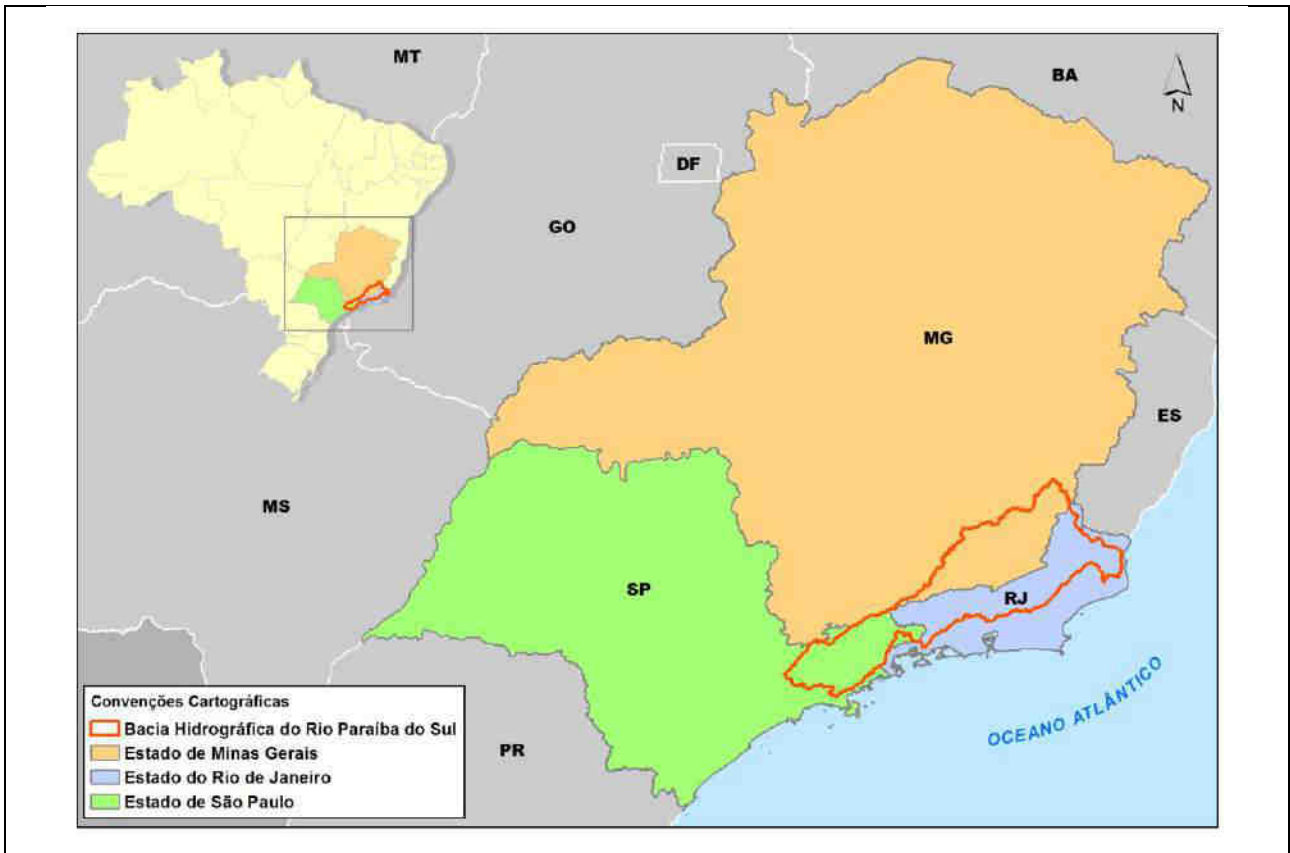 MT
BA
N
DF
GO
MG
ES
MS
SP
RJ
OCEANO ATLÂNTICO
PR
Convenções Cartográficas
Bacia Hidrográfica do Rio Paraíba do Sul
Estado de Minas Gerais
Estado do Rio de Janeiro
Estado de São Paulo